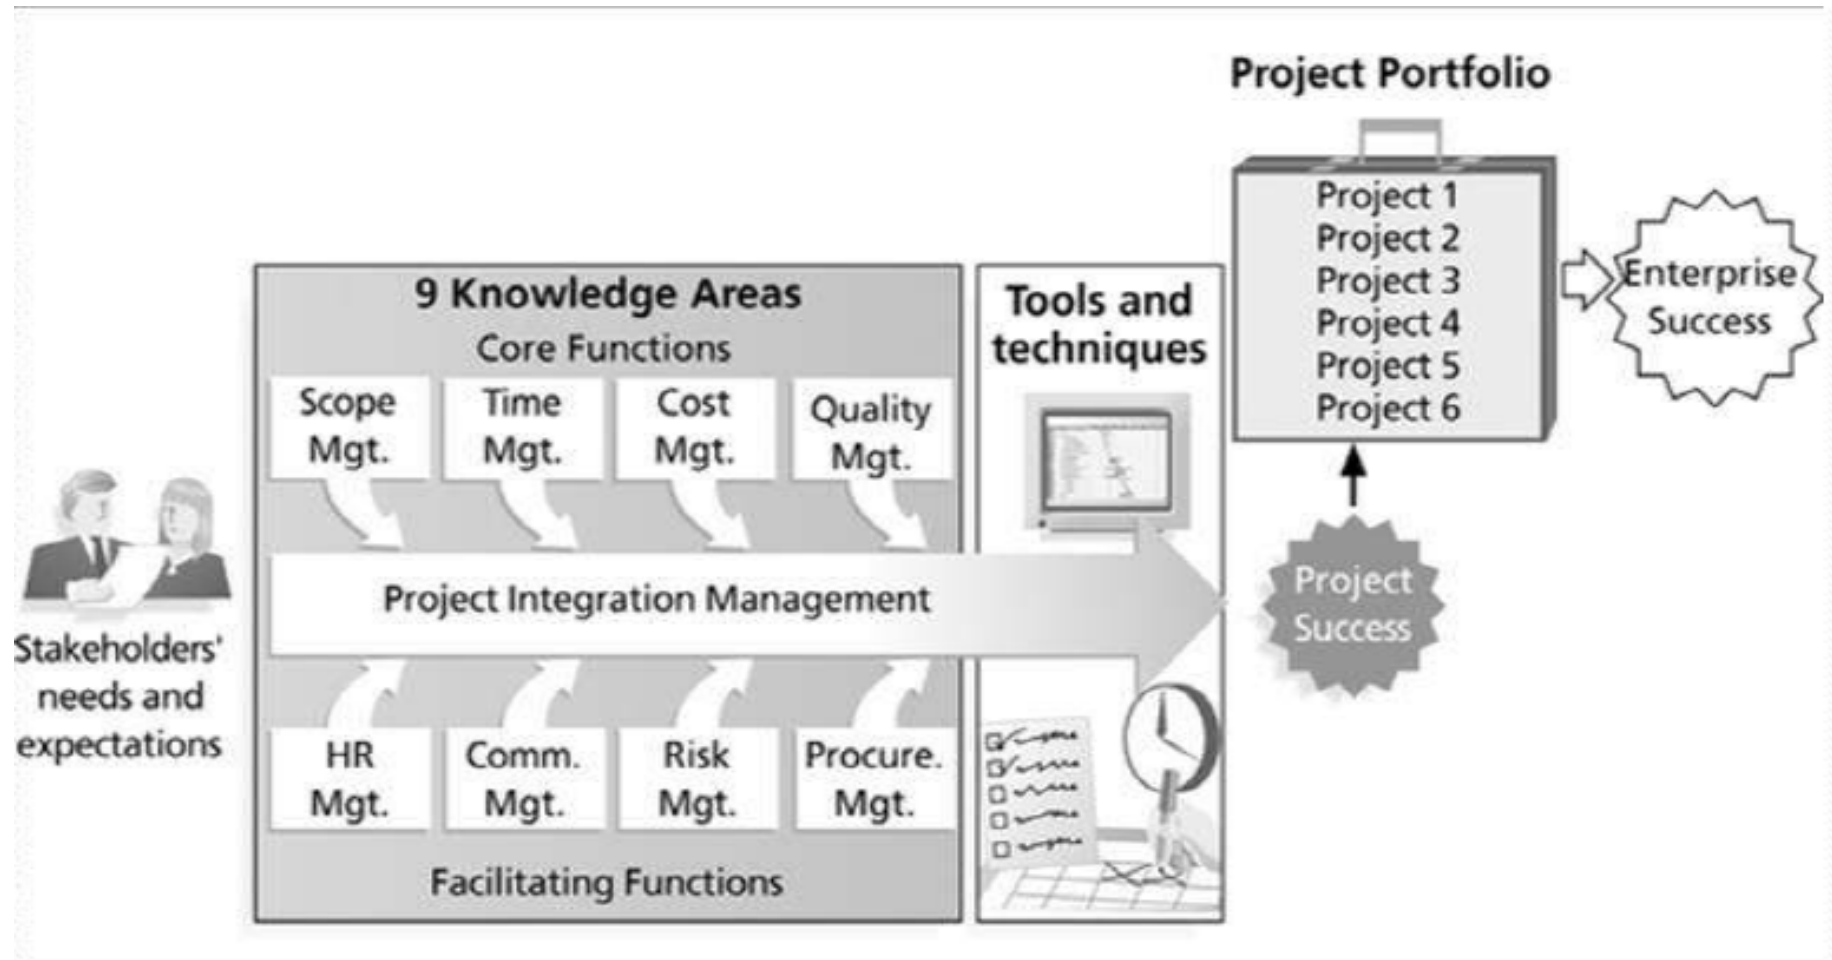 Project Portfolio
Project 1
Project 2
Project 3
Project 4
Project 5
Project 6
Enterprise
Success
9 Knowledge Areas
Core Functions
Scope
Mgt.
Time
Mgt.
Cost
Mgt.
Quality
Mgt.
Tools and
techniques
Project Integration Management
Project
Success
Stakeholders'
needs and
expectations
HR
Mgt.
Comm.
Mgt.
Risk
Mgt.
Procure.
Mgt.
Facilitating Functions